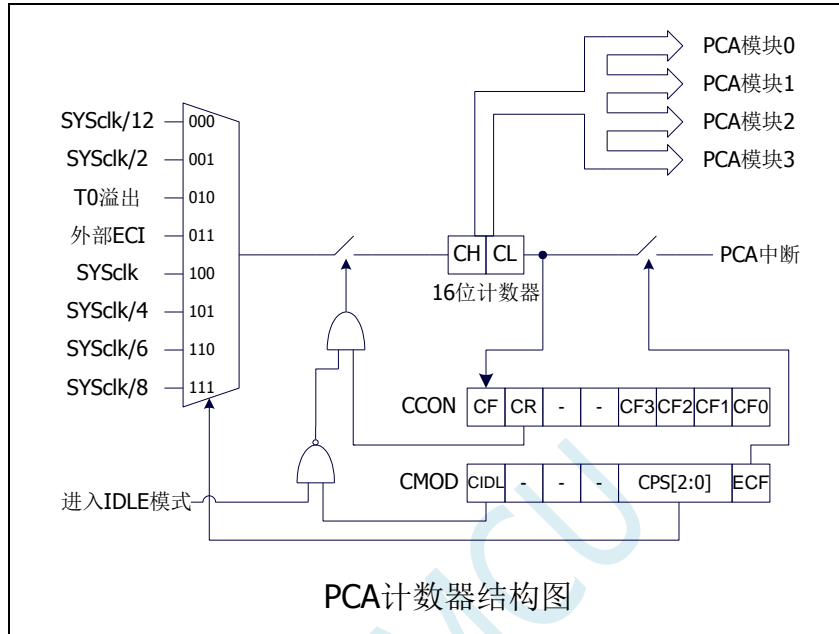 PCA模块0
PCA模块1
PCA模块2
PCA模块3
SYSclk/12 000
SYSclk/2 001
T0溢出 010
外部ECI 011
SYSclk 100
SYSclk/4 101
SYSclk/6 110
SYSclk/8 111
CH CL
16位计数器
PCA中断
CCON CF CR - - CF3 CF2 CF1 CF0
CMOD CIDL - - - CPS[2:0] ECF
进入IDLE模式
MCU
PCA计数器结构图